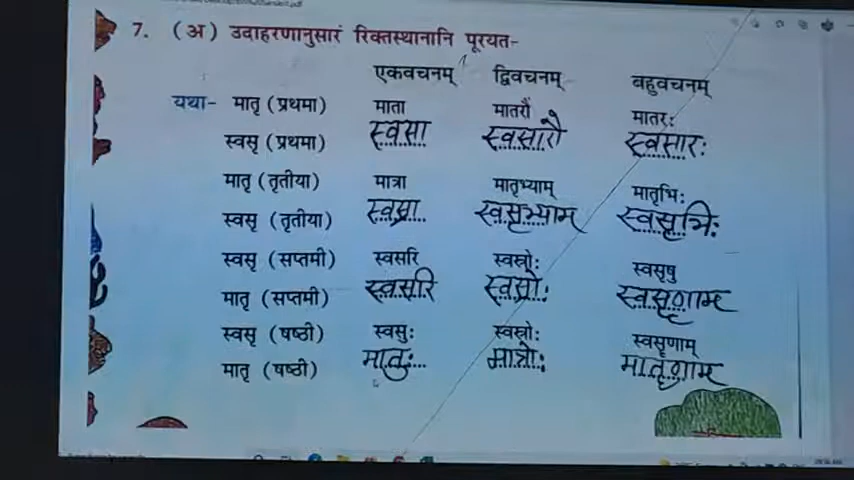 7. (अ) उदाहरणानुसारं रिक्तस्थानानि पूरयत-
एकवचनम् द्विवचनम् बहुवचनम्
यथा- मातृ (प्रथमा) माता मातरौ मातरः
स्वसृ (प्रथमा) स्वसा स्वसारौ स्वसारः
मातृ (तृतीया) मात्रा मातृभ्याम् मातृभिः
स्वसृ (तृतीया) स्वस्रा स्वसृभ्याम् स्वसृभिः
स्वसृ (सप्तमी) स्वसरि स्वस्रोः स्वसृषु
मातृ (सप्तमी) स्वसरि स्वस्रोः स्वसृणाम्
स्वसृ (षष्ठी) स्वसुः स्वस्रोः स्वसृणाम्
मातृ (षष्ठी) मातुः मात्रोः मातृणाम्